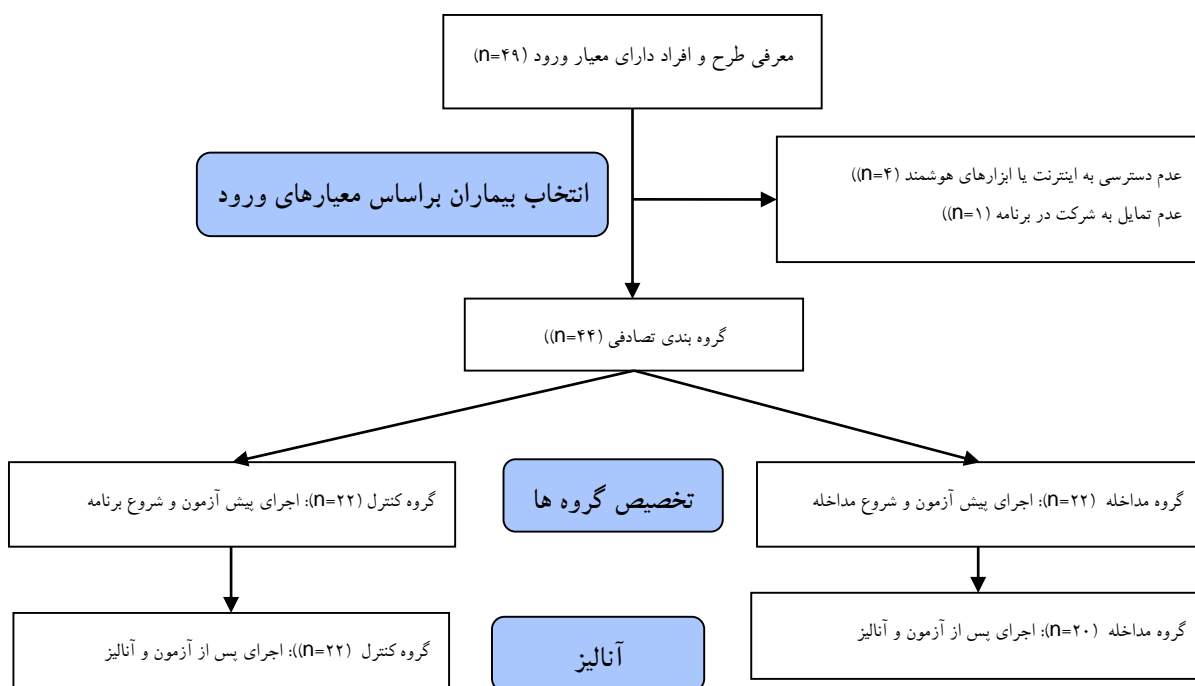 معرفی طرح و افراد دارای معیار ورود (n=۴۹)
انتخاب بیماران براساس معیارهای ورود
عدم دسترسی به اینترنت یا ابزارهای هوشمند (n=۴))
عدم تمایل به شرکت در برنامه (n=۱))
گروه بندی تصادفی (n=۴۴))
گروه مداخله (n=۲۲): اجرای پیش آزمون و شروع مداخله
تخصیص گروه ها
گروه کنترل (n=۲۲): اجرای پیش آزمون و شروع برنامه
گروه مداخله (n=۲۰): اجرای پس از آزمون و آنالیز
آنالیز
گروه کنترل (n=۲۲)): اجرای پس از آزمون و آنالیز